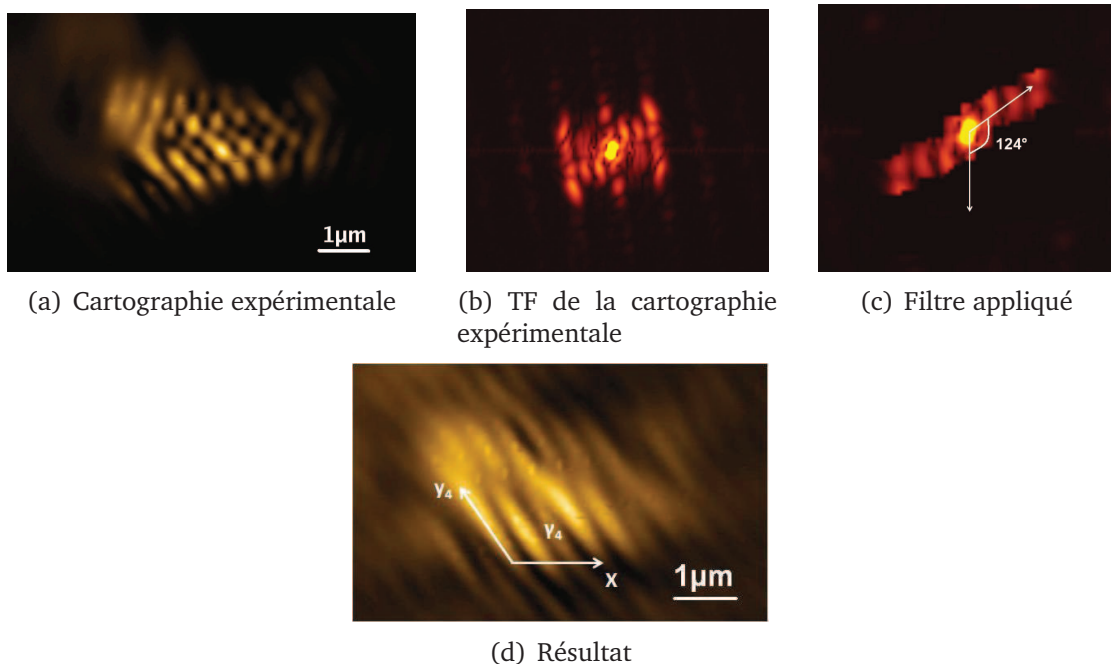 1μm
(a) Cartographie expérimentale
(b) TF de la cartographie
expérimentale
124°
(c) Filtre appliqué
γ₄
γ₄
X
1μm
(d) Résultat